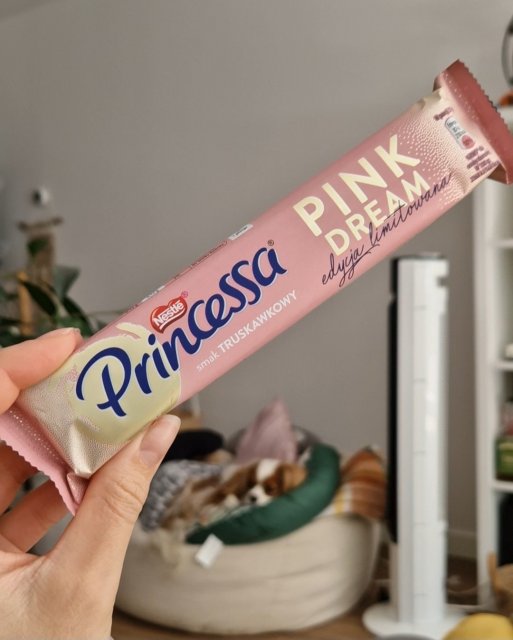 Nestlé
Princessa
smak TRUSKAWKOWY
PINK
DREAM
edycja limitowana